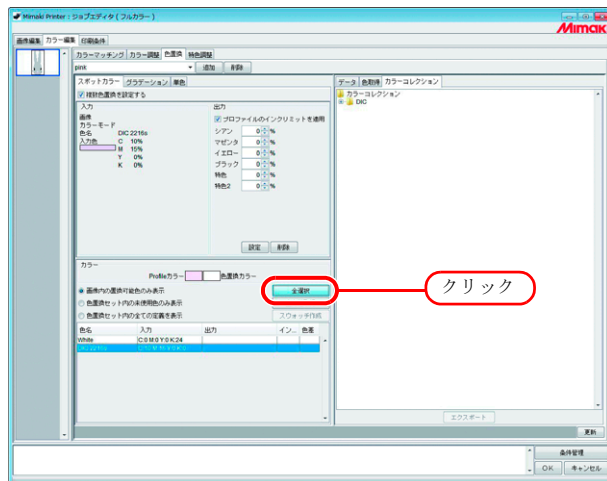 Mimaki Printer : ジョブエディタ ( フルカラー )
Mimaki
画像編集 カラー編集 印刷条件
カラーマッチング カラー調整 色置換 特色調整
pink 追加 削除
スポットカラー グラデーション 単色
複数色置換を設定する
入力
画像
カラーモード
色名 DIC 2216s
入力色 C 10%
M 15%
Y 0%
K 0%
出力
プロファイルのインクリミットを適用
シアン 0 %
マゼンタ 0 %
イエロー 0 %
ブラック 0 %
特色 0 %
特色2 0 %
設定 削除
カラー
Profileカラー 色置換カラー
画像内の置換可能色のみ表示
全選択
色置換セット内の未使用色のみ表示
色置換セット内の全ての定義を表示
スウォッチ作成
色名 入力 出力 イン... 色差
White C:0 M:0 Y:0 K:24
DIC 2216s
データ 色取得 カラーコレクション
カラーコレクション
DIC
クリック
エクスポート
更新
条件管理
OK キャンセル